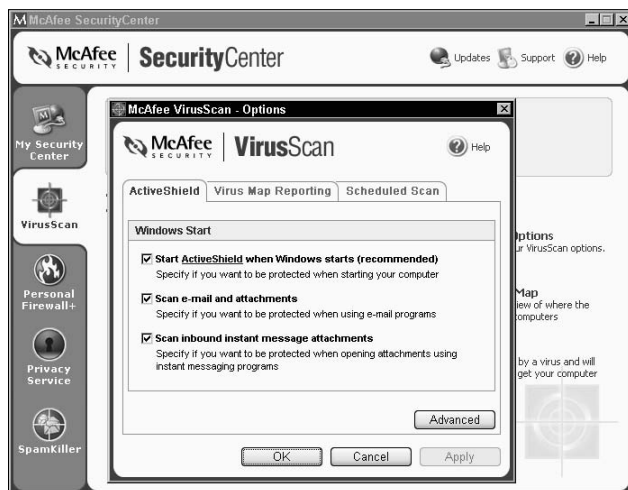 McAfee SecurityCenter
McAfee SECURITY SecurityCenter
Updates Support Help
My Security Center
VirusScan
Personal Firewall+
Privacy Service
SpamKiller
McAfee VirusScan - Options
McAfee SECURITY VirusScan
Help
ActiveShield Virus Map Reporting Scheduled Scan
Windows Start
Start ActiveShield when Windows starts (recommended)
Specify if you want to be protected when starting your computer
Scan e-mail and attachments
Specify if you want to be protected when using e-mail programs
Scan inbound instant message attachments
Specify if you want to be protected when opening attachments using
instant messaging programs
Advanced
OK Cancel Apply
VirusScan options.
Map
of where the
computers
by a virus and will
get your computer